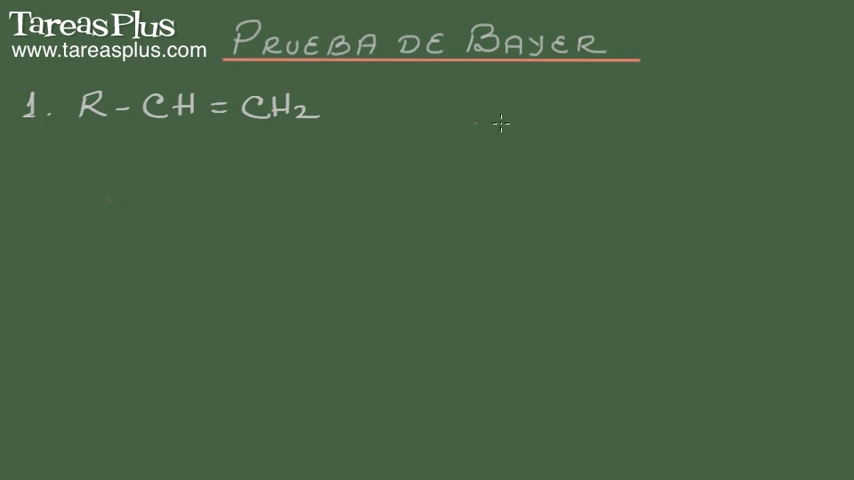 TareasPlus
www.tareasplus.com
PRUEBA DE BAYER
1. R - CH = CH2